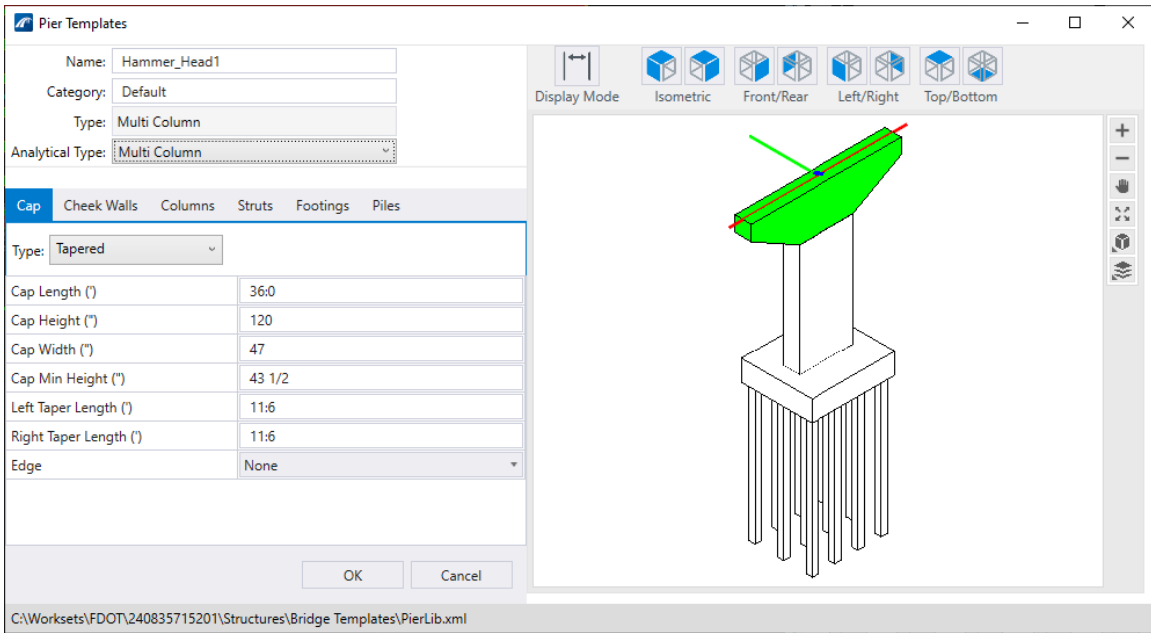 Pier Templates
Name: Hammer_Head1
Category: Default
Type: Multi Column
Analytical Type: Multi Column
Display Mode Isometric Front/Rear Left/Right Top/Bottom
Cap Cheek Walls Columns Struts Footings Piles
Type: Tapered
Cap Length (') 36:0
Cap Height (") 120
Cap Width (") 47
Cap Min Height (") 43 1/2
Left Taper Length (') 11:6
Right Taper Length (') 11:6
Edge None
OK Cancel
C:\Worksets\FDOT\240835715201\Structures\Bridge Templates\PierLib.xml